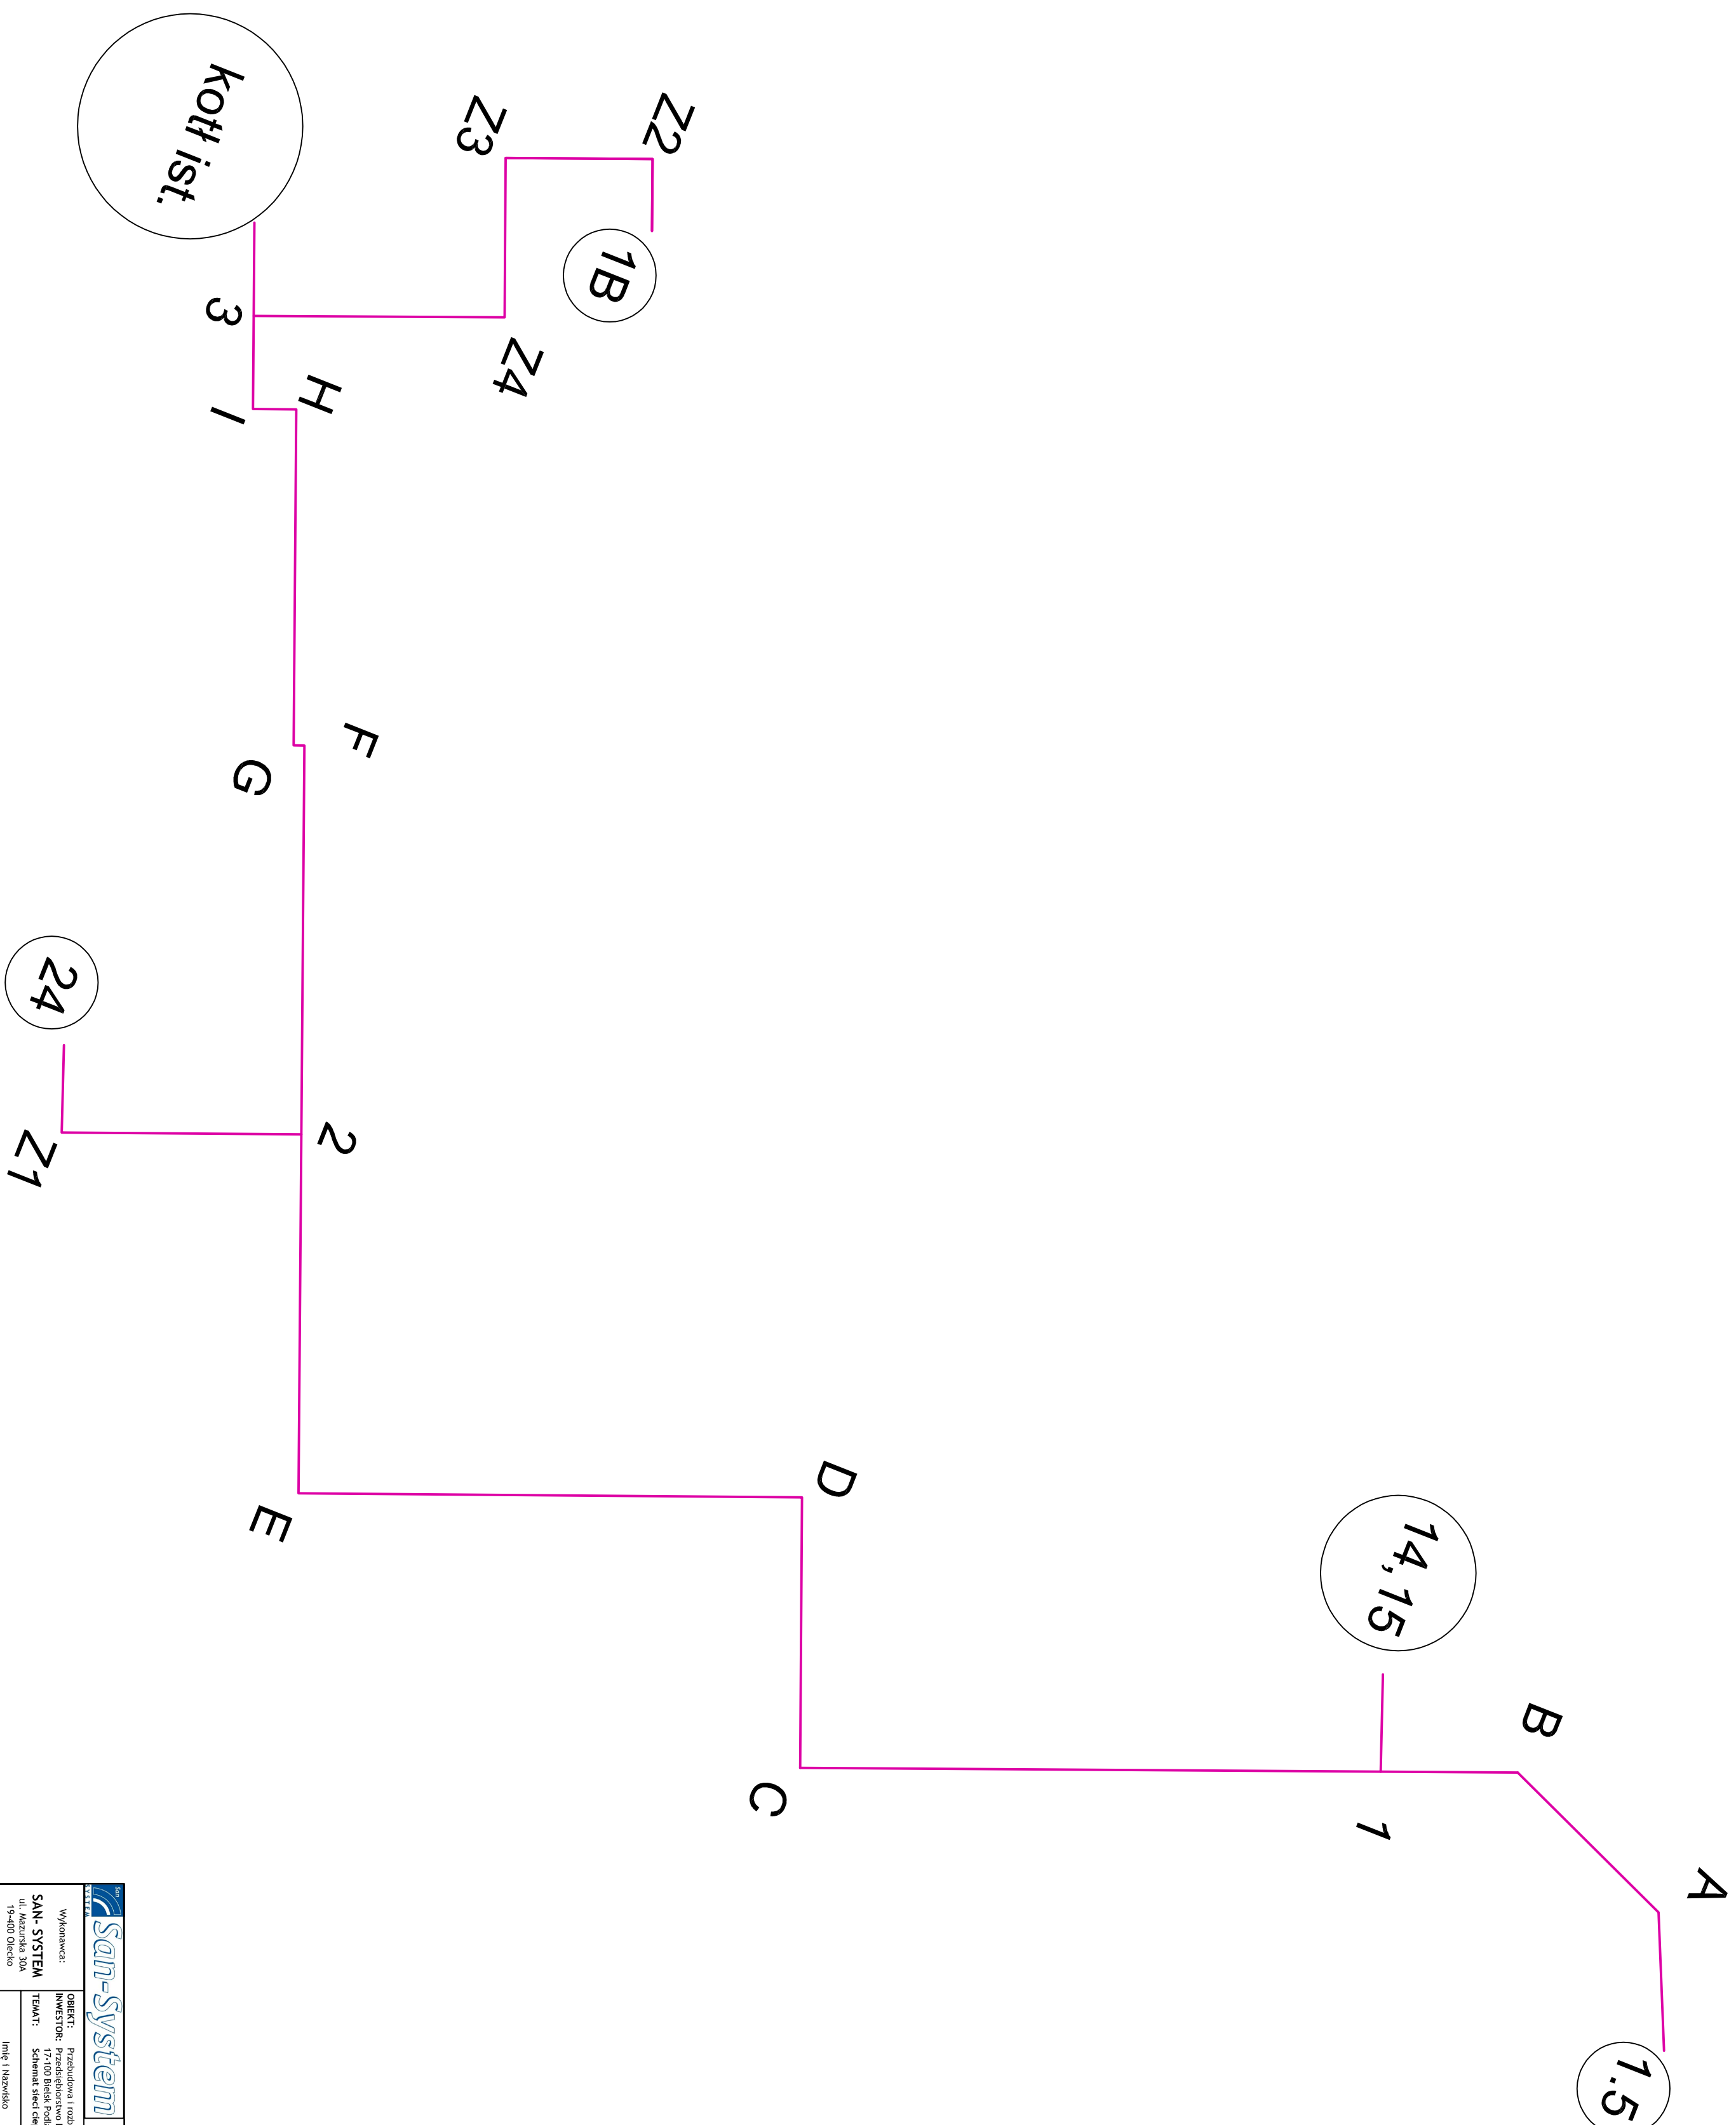 kotł ist.
Z3
Z2
1B
3
Z4
H
I
F
G
24
2
Z1
D
E
14, 15
B
C
1
A
1.5
San
SYSTEM
San-System
Wykonawca:
SAN- SYSTEM
ul. Mazurska 30A
19-400 Olecko
OBIEKT: Przebudowa i rozb
INWESTOR: Przedsiębiorstwo
17-100 Bielsk Podl
TEMAT: Schemat sieci
Imię i Nazwisko